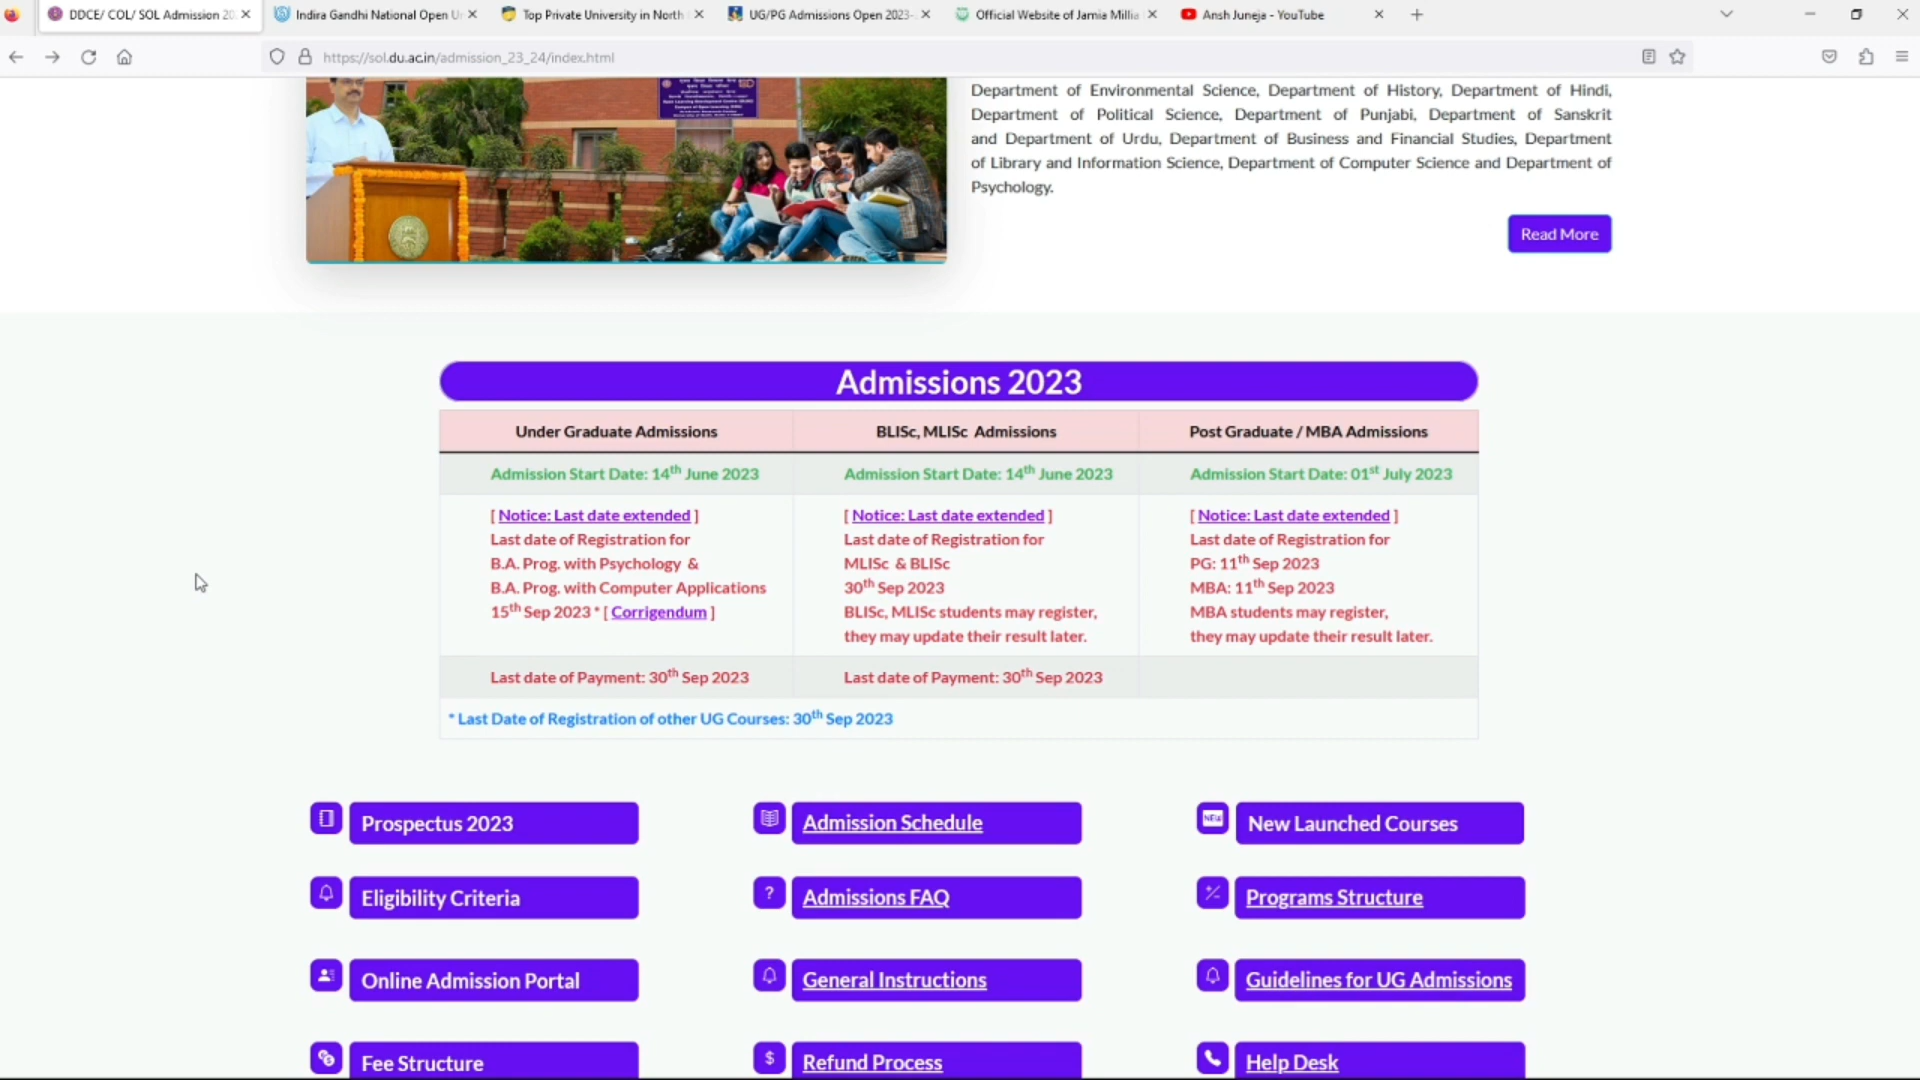 DDCE/ COL/ SOL Admission 20
Indira Gandhi National Open U
Top Private University in North
UG/PG Admissions Open 2023-
Official Website of Jamia Millia
Ansh Juneja - YouTube
https://sol.du.ac.in/admission_23_24/index.html
Department of Environmental Science, Department of History, Department of Hindi,
Department of Political Science, Department of Punjabi, Department of Sanskrit
and Department of Urdu, Department of Business and Financial Studies, Department
of Library and Information Science, Department of Computer Science and Department of
Psychology.
Read More
Admissions 2023
Under Graduate Admissions
BLISc, MLISc Admissions
Post Graduate / MBA Admissions
Admission Start Date: 14th June 2023
Admission Start Date: 14th June 2023
Admission Start Date: 01st July 2023
[ Notice: Last date extended ]
Last date of Registration for
B.A. Prog. with Psychology &
B.A. Prog. with Computer Applications
15th Sep 2023 * [ Corrigendum ]
[ Notice: Last date extended ]
Last date of Registration for
MLISc & BLISc
30th Sep 2023
BLISc, MLISc students may register,
they may update their result later.
[ Notice: Last date extended ]
Last date of Registration for
PG: 11th Sep 2023
MBA: 11th Sep 2023
MBA students may register,
they may update their result later.
Last date of Payment: 30th Sep 2023
Last date of Payment: 30th Sep 2023
* Last Date of Registration of other UG Courses: 30th Sep 2023
Prospectus 2023
Admission Schedule
NEW
New Launched Courses
Eligibility Criteria
Admissions FAQ
Programs Structure
Online Admission Portal
General Instructions
Guidelines for UG Admissions
Fee Structure
Refund Process
Help Desk